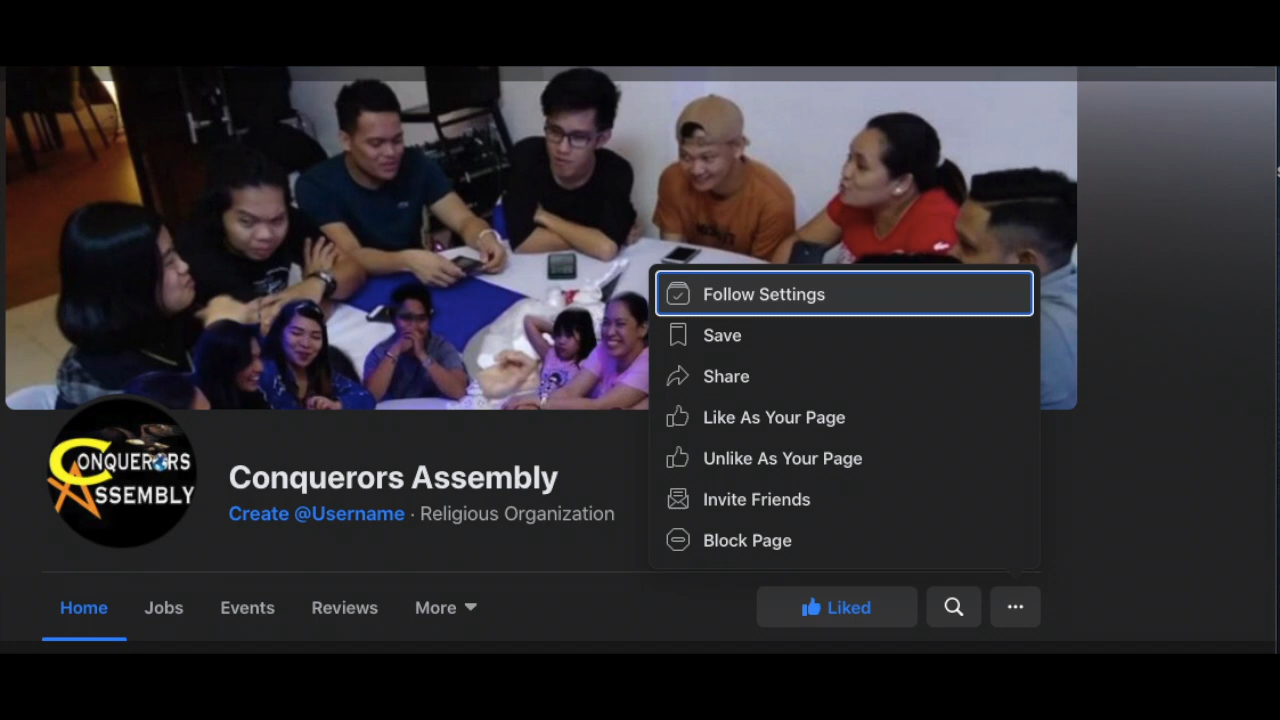 Follow Settings
Save
Share
Like As Your Page
Unlike As Your Page
Invite Friends
Block Page
CONQUERORS
ASSEMBLY
Conquerors Assembly
Create @Username · Religious Organization
Home Jobs Events Reviews More Liked